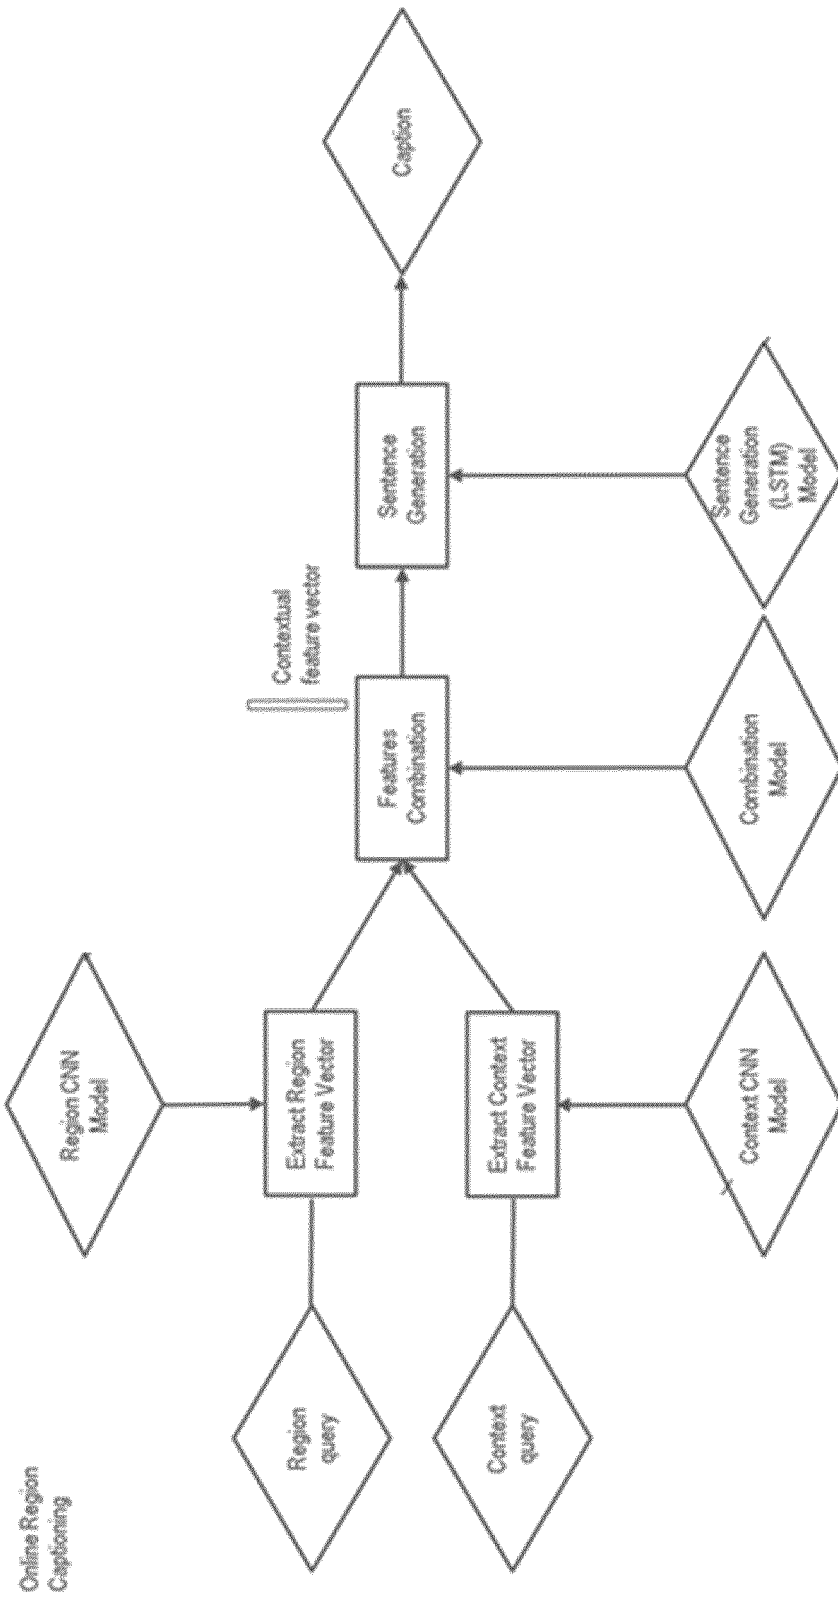 Online Region
Captioning
Region CNN
Model
Region
query
Extract Region
Feature Vector
Context
query
Extract Context
Feature Vector
Context CNN
Model
Features
Combination
Contextual
feature vector
Combination
Model
Sentence
Generation
Sentence
Generation
(LSTM)
Model
Caption